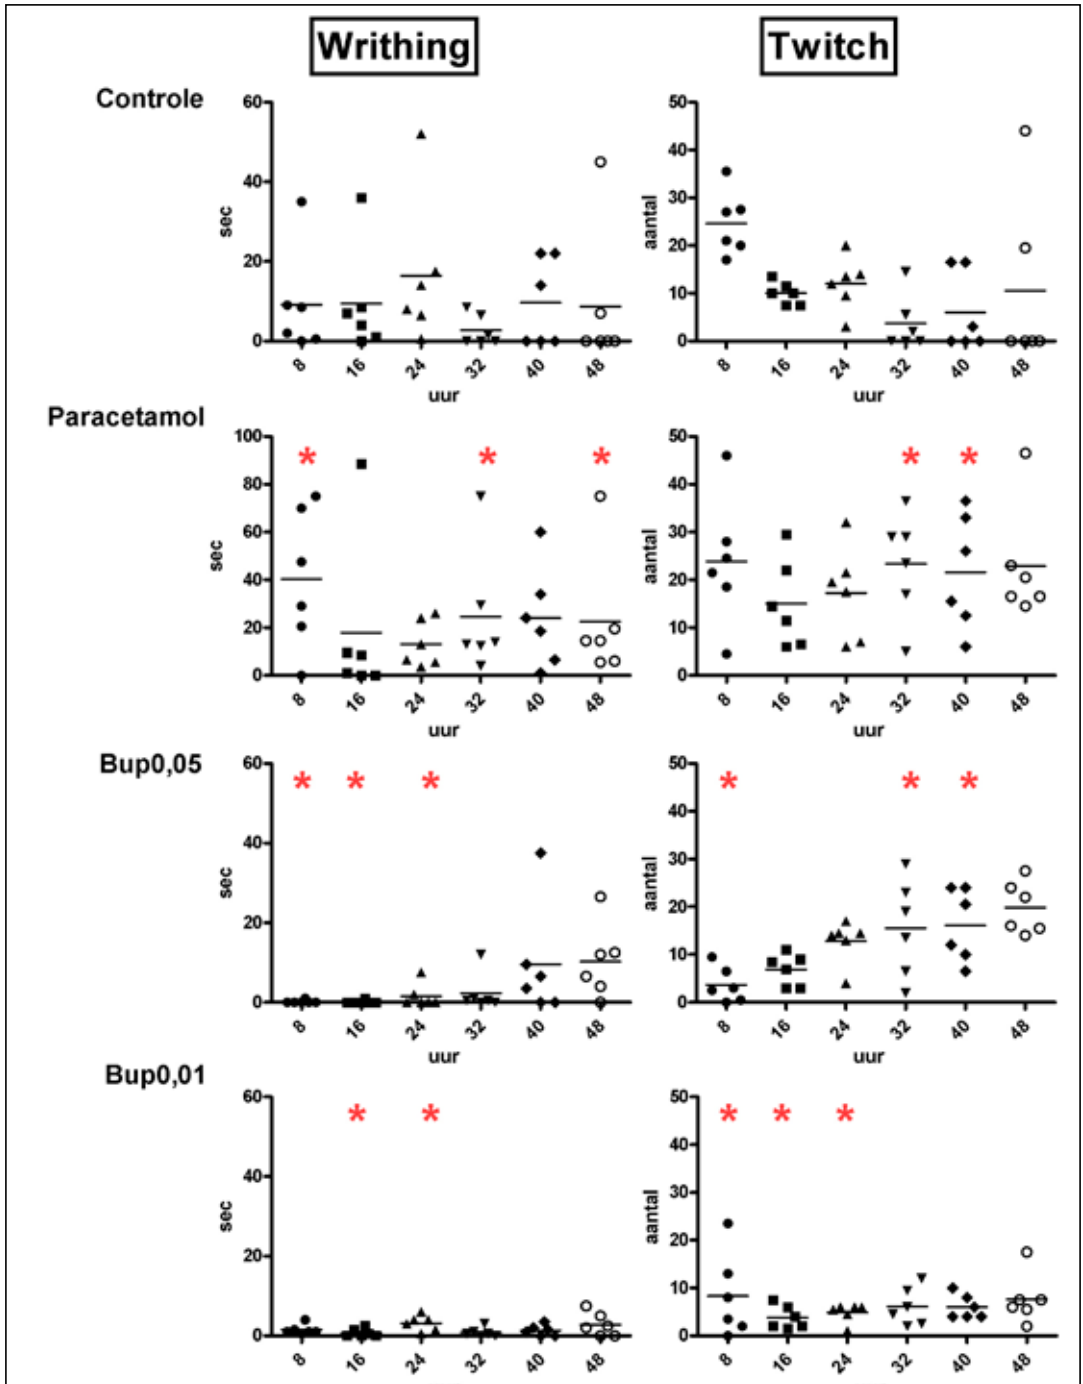 Writhing Twitch
Controle
60 50
40
40 30
sec aantal
20 20
10
0 0
8 16 24 32 40 48 8 16 24 32 40 48
uur uur
Paracetamol
100 * * * 50 * *
80 40
60 30
sec aantal
40 20
20 10
0 0
8 16 24 32 40 48 8 16 24 32 40 48
uur uur
Bup0,05
60 * * * 50 * * *
40
40 30
sec aantal
20 20
10
0 0
8 16 24 32 40 48 8 16 24 32 40 48
uur uur
Bup0,01
60 * * 50 * * *
40
40 30
sec aantal
20 20
10
0 0
8 16 24 32 40 48 8 16 24 32 40 48